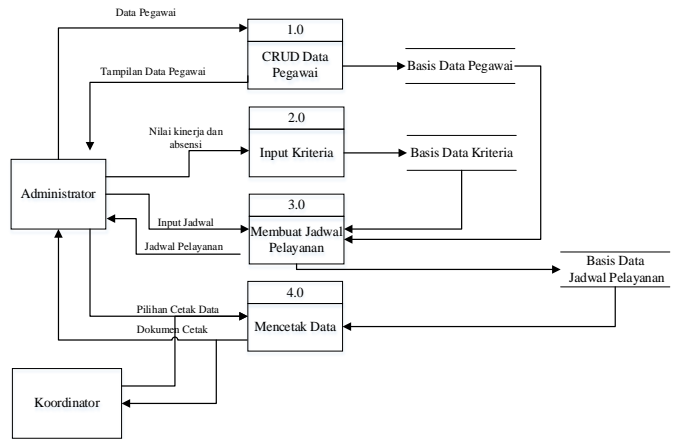 Data Pegawai
1.0
CRUD Data
Pegawai
Tampilan Data Pegawai
Basis Data Pegawai
2.0
Nilai kinerja dan
absensi
Input Kriteria
Basis Data Kriteria
Administrator
3.0
Input Jadwal
Membuat Jadwal
Pelayanan
Jadwal Pelayanan
Basis Data
Jadwal Pelayanan
4.0
Pilihan Cetak Data
Mencetak Data
Dokumen Cetak
Koordinator